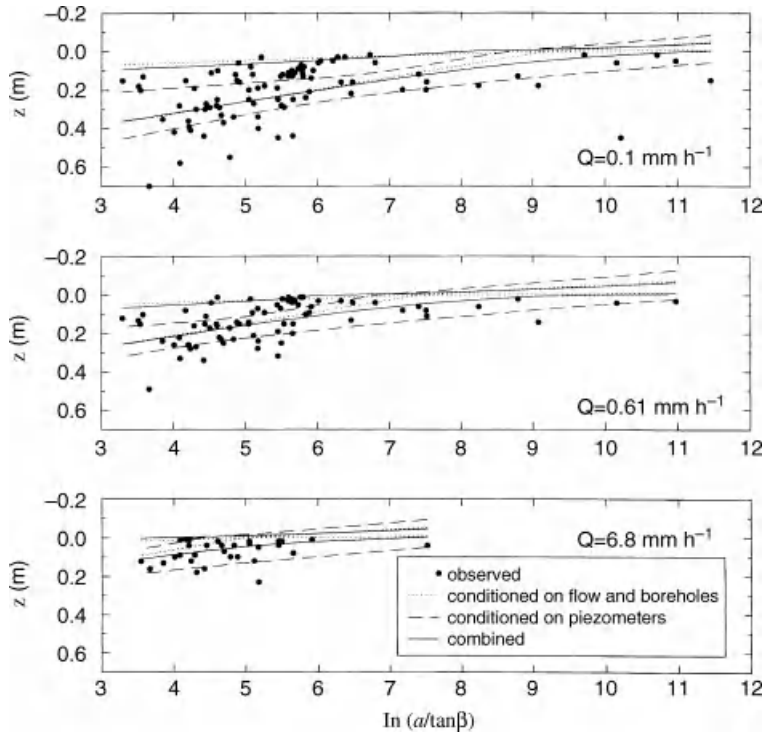 −0.2
0.0
0.2
0.4
0.6
z (m)
Q=0.1 mm h−1
3 4 5 6 7 8 9 10 11 12
−0.2
0.0
0.2
0.4
0.6
z (m)
Q=0.61 mm h−1
3 4 5 6 7 8 9 10 11 12
−0.2
0.0
0.2
0.4
0.6
z (m)
Q=6.8 mm h−1
observed
conditioned on flow and boreholes
conditioned on piezometers
combined
3 4 5 6 7 8 9 10 11 12
In (a/tanβ)